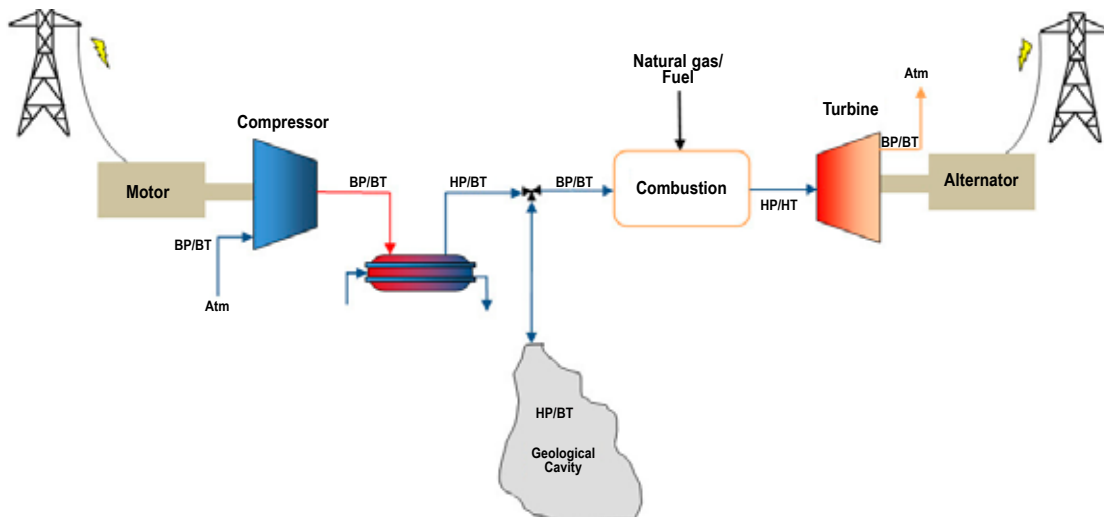 Natural gas/
Fuel
Atm
Compressor
Turbine
Motor
BP/BT
HP/BT
BP/BT
Combustion
HP/HT
BP/BT
Alternator
BP/BT
Atm
HP/BT
Geological
Cavity